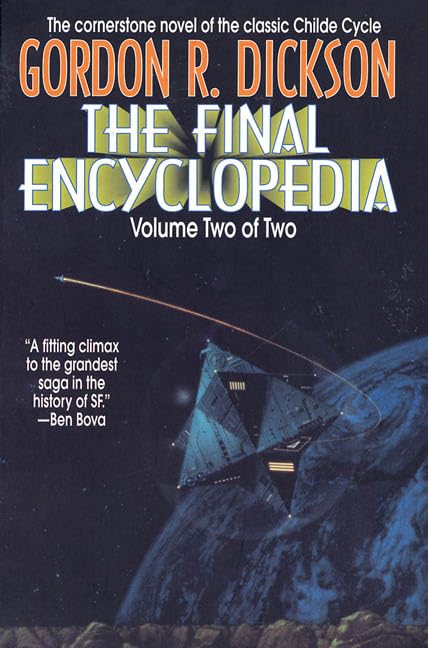 The cornerstone novel of the classic Childe Cycle
GORDON R. DICKSON
THE FINAL
ENCYCLOPEDIA
Volume Two of Two
“A fitting climax
to the grandest
saga in the
history of SF.”
—Ben Bova